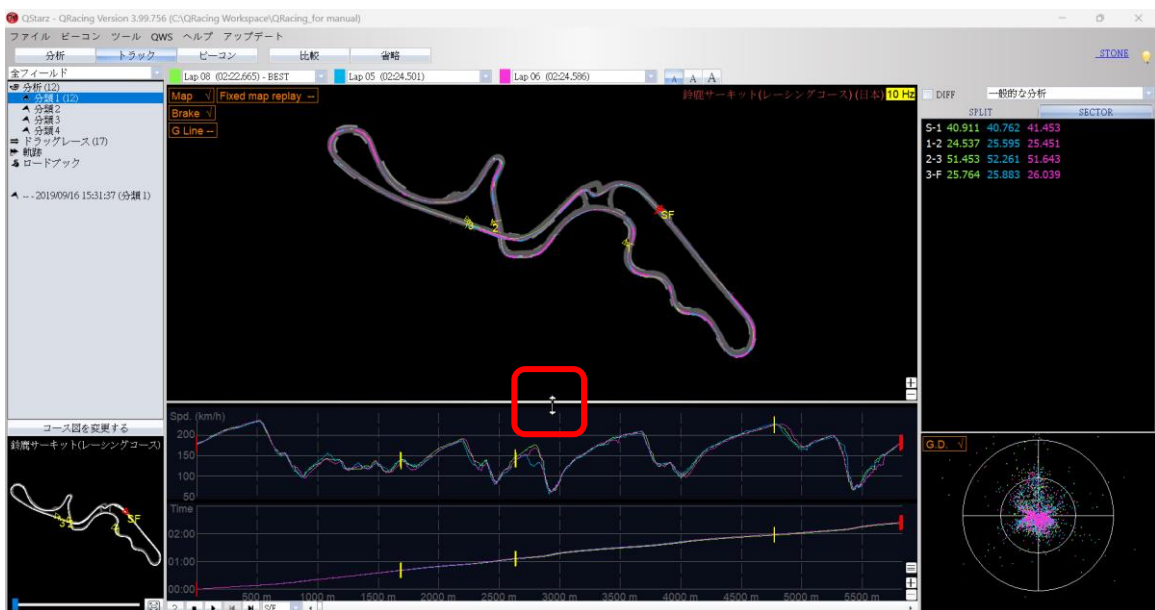 QStarz - QRacing Version 3.99.756 (C:\QRacing Workspace\QRacing_for manual)
ファイル ビーコン ツール QWS ヘルプ アップデート
分析 トラック ビーコン 比較 省略 STONE
全フィールド
Lap 08 (02:22.665) - BEST Lap 05 (02:24.501) Lap 06 (02:24.586) A A A
分析 (12)
分類 1 (12)
分類2
分類3
分類4
ドラッグレース (17)
軌跡
ロードブック
--- 2019/09/16 15:31:37 (分類 1)
Map √ Fixed map replay --
Brake √
G Line --
鈴鹿サーキット(レーシングコース) (日本) 10 Hz
SF
2
DIFF 一般的な分析
SPLIT SECTOR
S-1 40.911 40.762 41.453
1-2 24.537 25.595 25.451
2-3 51.453 52.261 51.643
3-F 25.764 25.883 26.039
コース図を変更する
鈴鹿サーキット(レーシングコース)
SF
Spd. (km/h)
200
150
100
50
Time
02:00
01:00
00:00
500 m 1000 m 1500 m 2000 m 2500 m 3000 m 3500 m 4000 m 4500 m 5000 m 5500 m
S/F
G.D. √